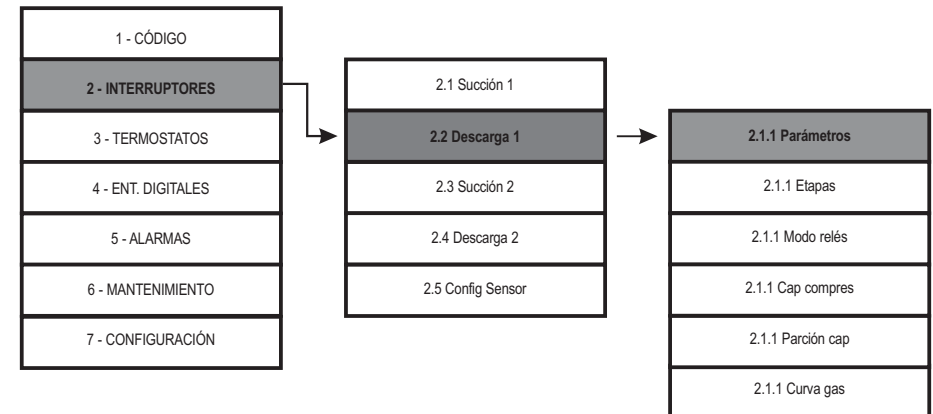 1 - CÓDIGO
2 - INTERRUPTORES
3 - TERMOSTATOS
4 - ENT. DIGITALES
5 - ALARMAS
6 - MANTENIMIENTO
7 - CONFIGURACIÓN
2.1 Succión 1
2.2 Descarga 1
2.3 Succión 2
2.4 Descarga 2
2.5 Config Sensor
2.1.1 Parámetros
2.1.1 Etapas
2.1.1 Modo relés
2.1.1 Cap compres
2.1.1 Parción cap
2.1.1 Curva gas